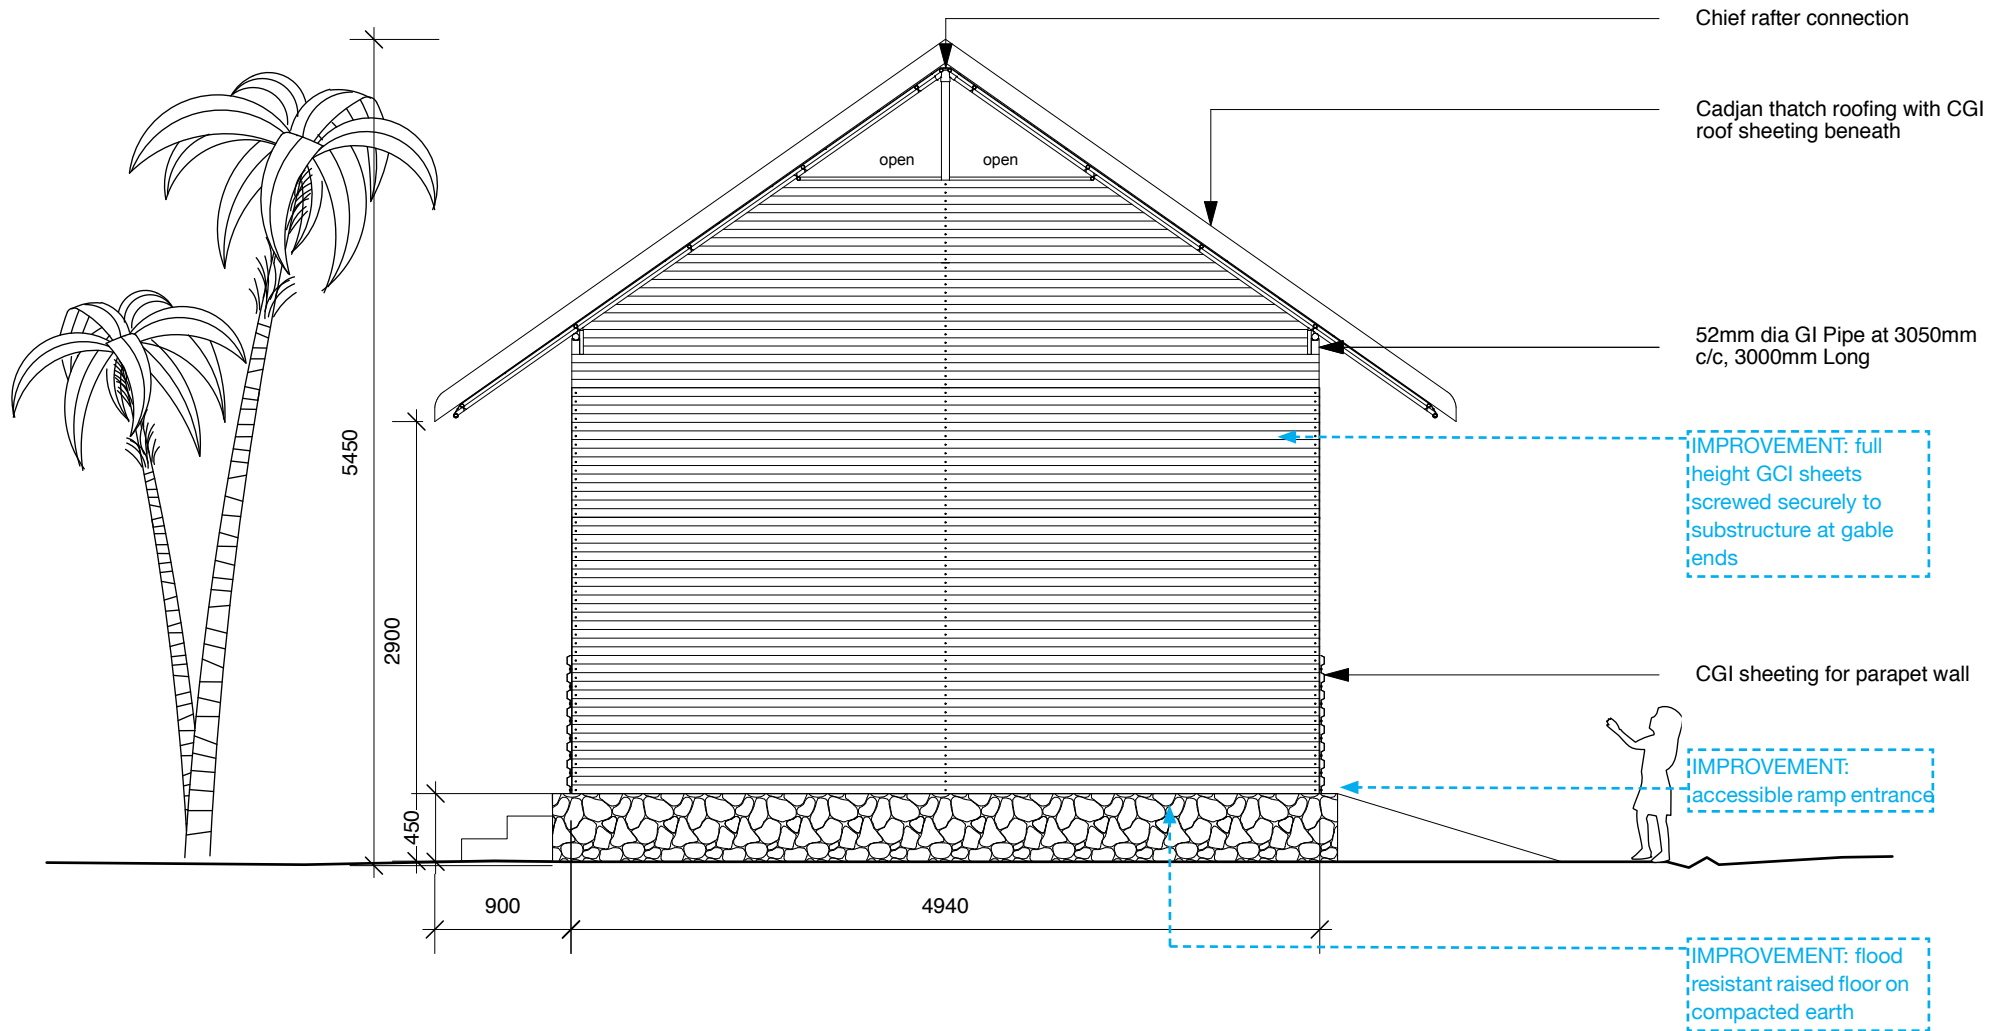 Chief rafter connection
Cadjan thatch roofing with CGI
roof sheeting beneath
open
open
52mm dia GI Pipe at 3050mm
c/c, 3000mm Long
5450
IMPROVEMENT: full
height GCI sheets
screwed securely to
substructure at gable
ends
2900
CGI sheeting for parapet wall
IMPROVEMENT:
accessible ramp entrance
450
900
4940
IMPROVEMENT: flood
resistant raised floor on
compacted earth